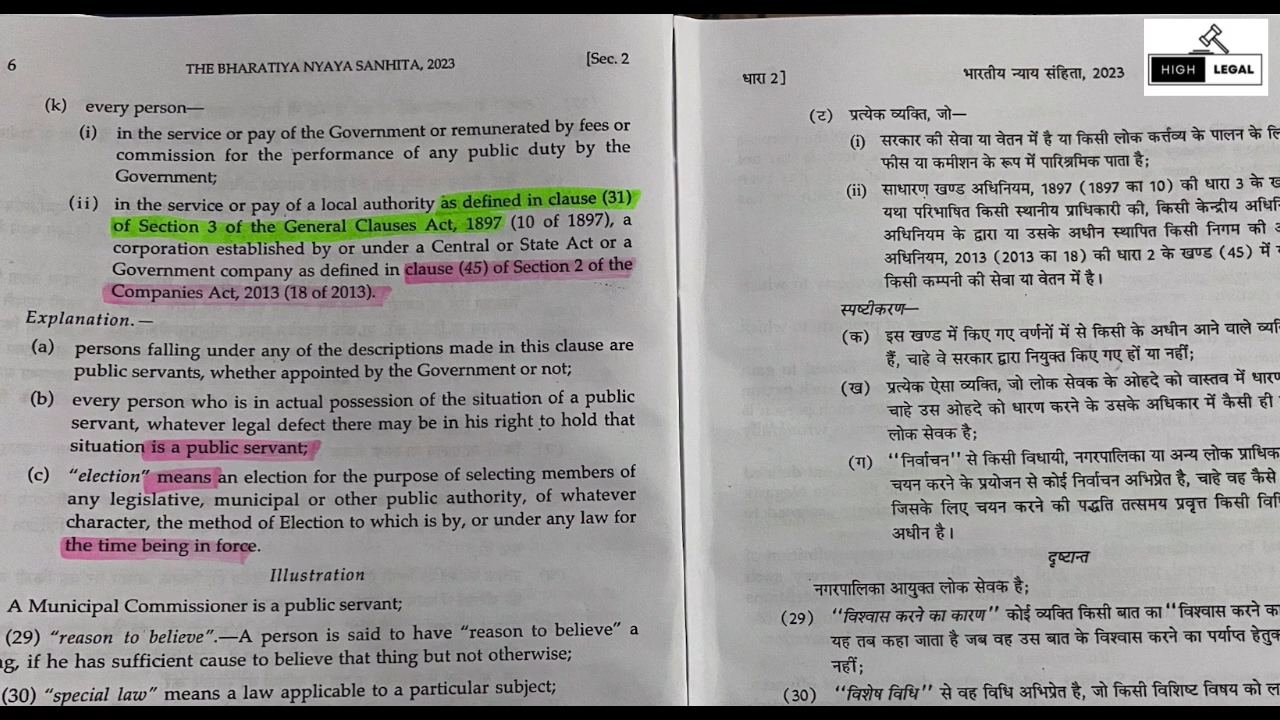 6
THE BHARATIYA NYAYA SANHITA, 2023
[Sec. 2
(k) every person—
(i) in the service or pay of the Government or remunerated by fees or
commission for the performance of any public duty by the
Government;
(ii) in the service or pay of a local authority as defined in clause (31)
of Section 3 of the General Clauses Act, 1897 (10 of 1897), a
corporation established by or under a Central or State Act or a
Government company as defined in clause (45) of Section 2 of the
Companies Act, 2013 (18 of 2013).
Explanation.—
(a) persons falling under any of the descriptions made in this clause are
public servants, whether appointed by the Government or not;
(b) every person who is in actual possession of the situation of a public
servant, whatever legal defect there may be in his right to hold that
situation is a public servant;
(c) "election" means an election for the purpose of selecting members of
any legislative, municipal or other public authority, of whatever
character, the method of Election to which is by, or under any law for
the time being in force.
Illustration
A Municipal Commissioner is a public servant;
(29) "reason to believe".—A person is said to have "reason to believe" a
if he has sufficient cause to believe that thing but not otherwise;
(30) "special law" means a law applicable to a particular subject;
धारा 2]
भारतीय न्याय संहिता, 2023
HIGH LEGAL
(ट) प्रत्येक व्यक्ति, जो—
(i) सरकार की सेवा या वेतन में है या किसी लोक कर्त्तव्य के पालन के
फीस या कमीशन के रूप में पारिश्रमिक पाता है;
(ii) साधारण खण्ड अधिनियम, 1897 (1897 का 10) की धारा 3 के
यथा परिभाषित किसी स्थानीय प्राधिकारी की, किसी केन्द्रीय
अधिनियम के द्वारा या उसके अधीन स्थापित किसी निगम की
अधिनियम, 2013 (2013 का 18) की धारा 2 के खण्ड (45) में
किसी कम्पनी की सेवा या वेतन में है।
स्पष्टीकरण—
(क) इस खण्ड में किए गए वर्णनों में से किसी के अधीन आने वाले
हैं, चाहे वे सरकार द्वारा नियुक्त किए गए हों या नहीं;
(ख) प्रत्येक ऐसा व्यक्ति, जो लोक सेवक के ओहदे को वास्तव में
चाहे उस ओहदे को धारण करने के उसके अधिकार में कैसी ही
लोक सेवक है;
(ग) "निर्वाचन" से किसी विधायी, नगरपालिका या अन्य लोक
चयन करने के प्रयोजन से कोई निर्वाचन अभिप्रेत है, चाहे वह कैसे
जिसके लिए चयन करने की पद्धति तत्समय प्रवृत्त किसी
अधीन है।
दृष्टान्त
नगरपालिका आयुक्त लोक सेवक है;
(29) "विश्वास करने का कारण" कोई व्यक्ति किसी बात का "विश्वास करने
यह तब कहा जाता है जब वह उस बात के विश्वास करने का पर्याप्त
नहीं;
(30) "विशेष विधि" से वह विधि अभिप्रेत है, जो किसी विशिष्ट विषय को